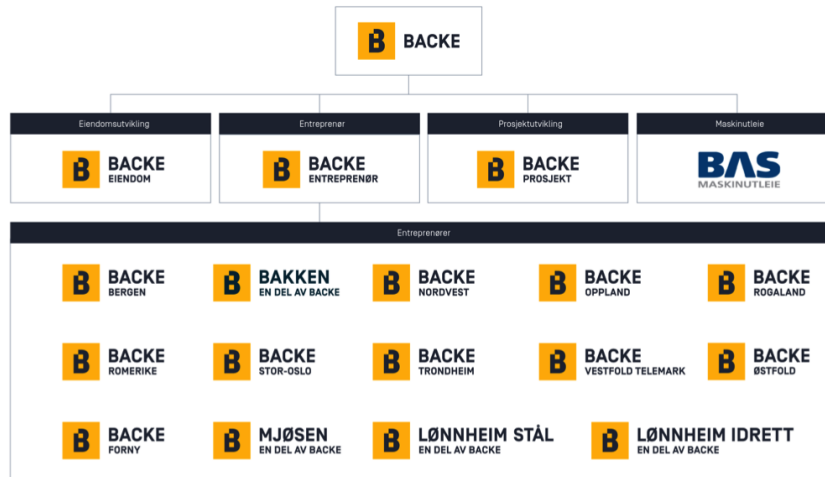 BACKE
Eiendomsutvikling
Entreprenør
Prosjektutvikling
Maskinutleie
BACKE
EIENDOM
BACKE
ENTREPRENØR
BACKE
PROSJEKT
BAS
MASKINUTLEIE
Entreprenører
BACKE
BERGEN
BAKKEN
EN DEL AV BACKE
BACKE
NORDVEST
BACKE
OPPLAND
BACKE
ROGALAND
BACKE
ROMERIKE
BACKE
STOR-OSLO
BACKE
TRONDHEIM
BACKE
VESTFOLD TELEMARK
BACKE
ØSTFOLD
BACKE
FORNY
MJØSEN
EN DEL AV BACKE
LØNNHEIM STÅL
EN DEL AV BACKE
LØNNHEIM IDRETT
EN DEL AV BACKE